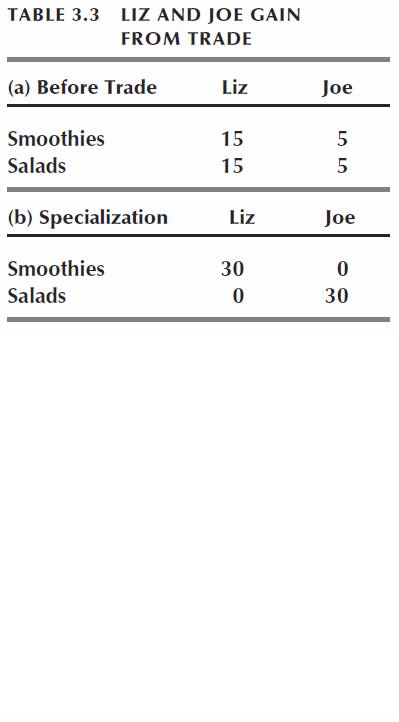 TABLE 3.3 LIZ AND JOE GAIN
FROM TRADE
(a) Before Trade Liz Joe
Smoothies 15 5
Salads 15 5
(b) Specialization Liz Joe
Smoothies 30 0
Salads 0 30